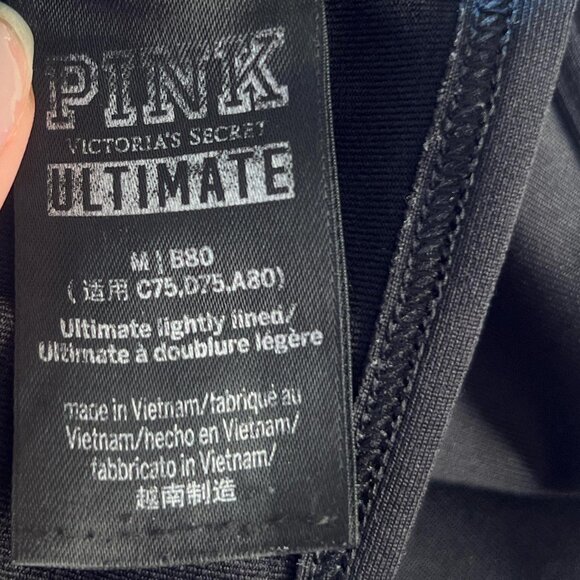 PINK
VICTORIA'S SECRET
ULTIMATE
M | B80
(适用 C75,D75,A80)
Ultimate lightly lined/
Ultimate à doublure legère
made in Vietnam/fabriqué au
Vietnam/hecho en Vietnam/
fabbricato in Vietnam/
越南制造